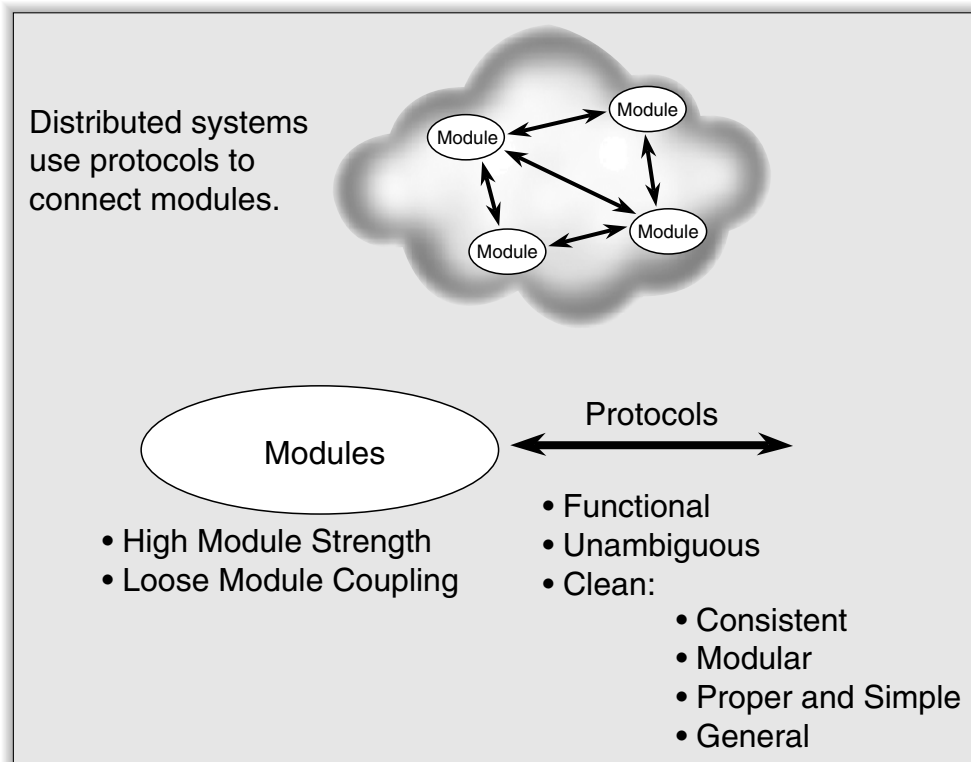 Distributed systems
use protocols to
connect modules.
Module
Module
Module
Module
Modules
Protocols
• High Module Strength
• Loose Module Coupling
• Functional
• Unambiguous
• Clean:
• Consistent
• Modular
• Proper and Simple
• General